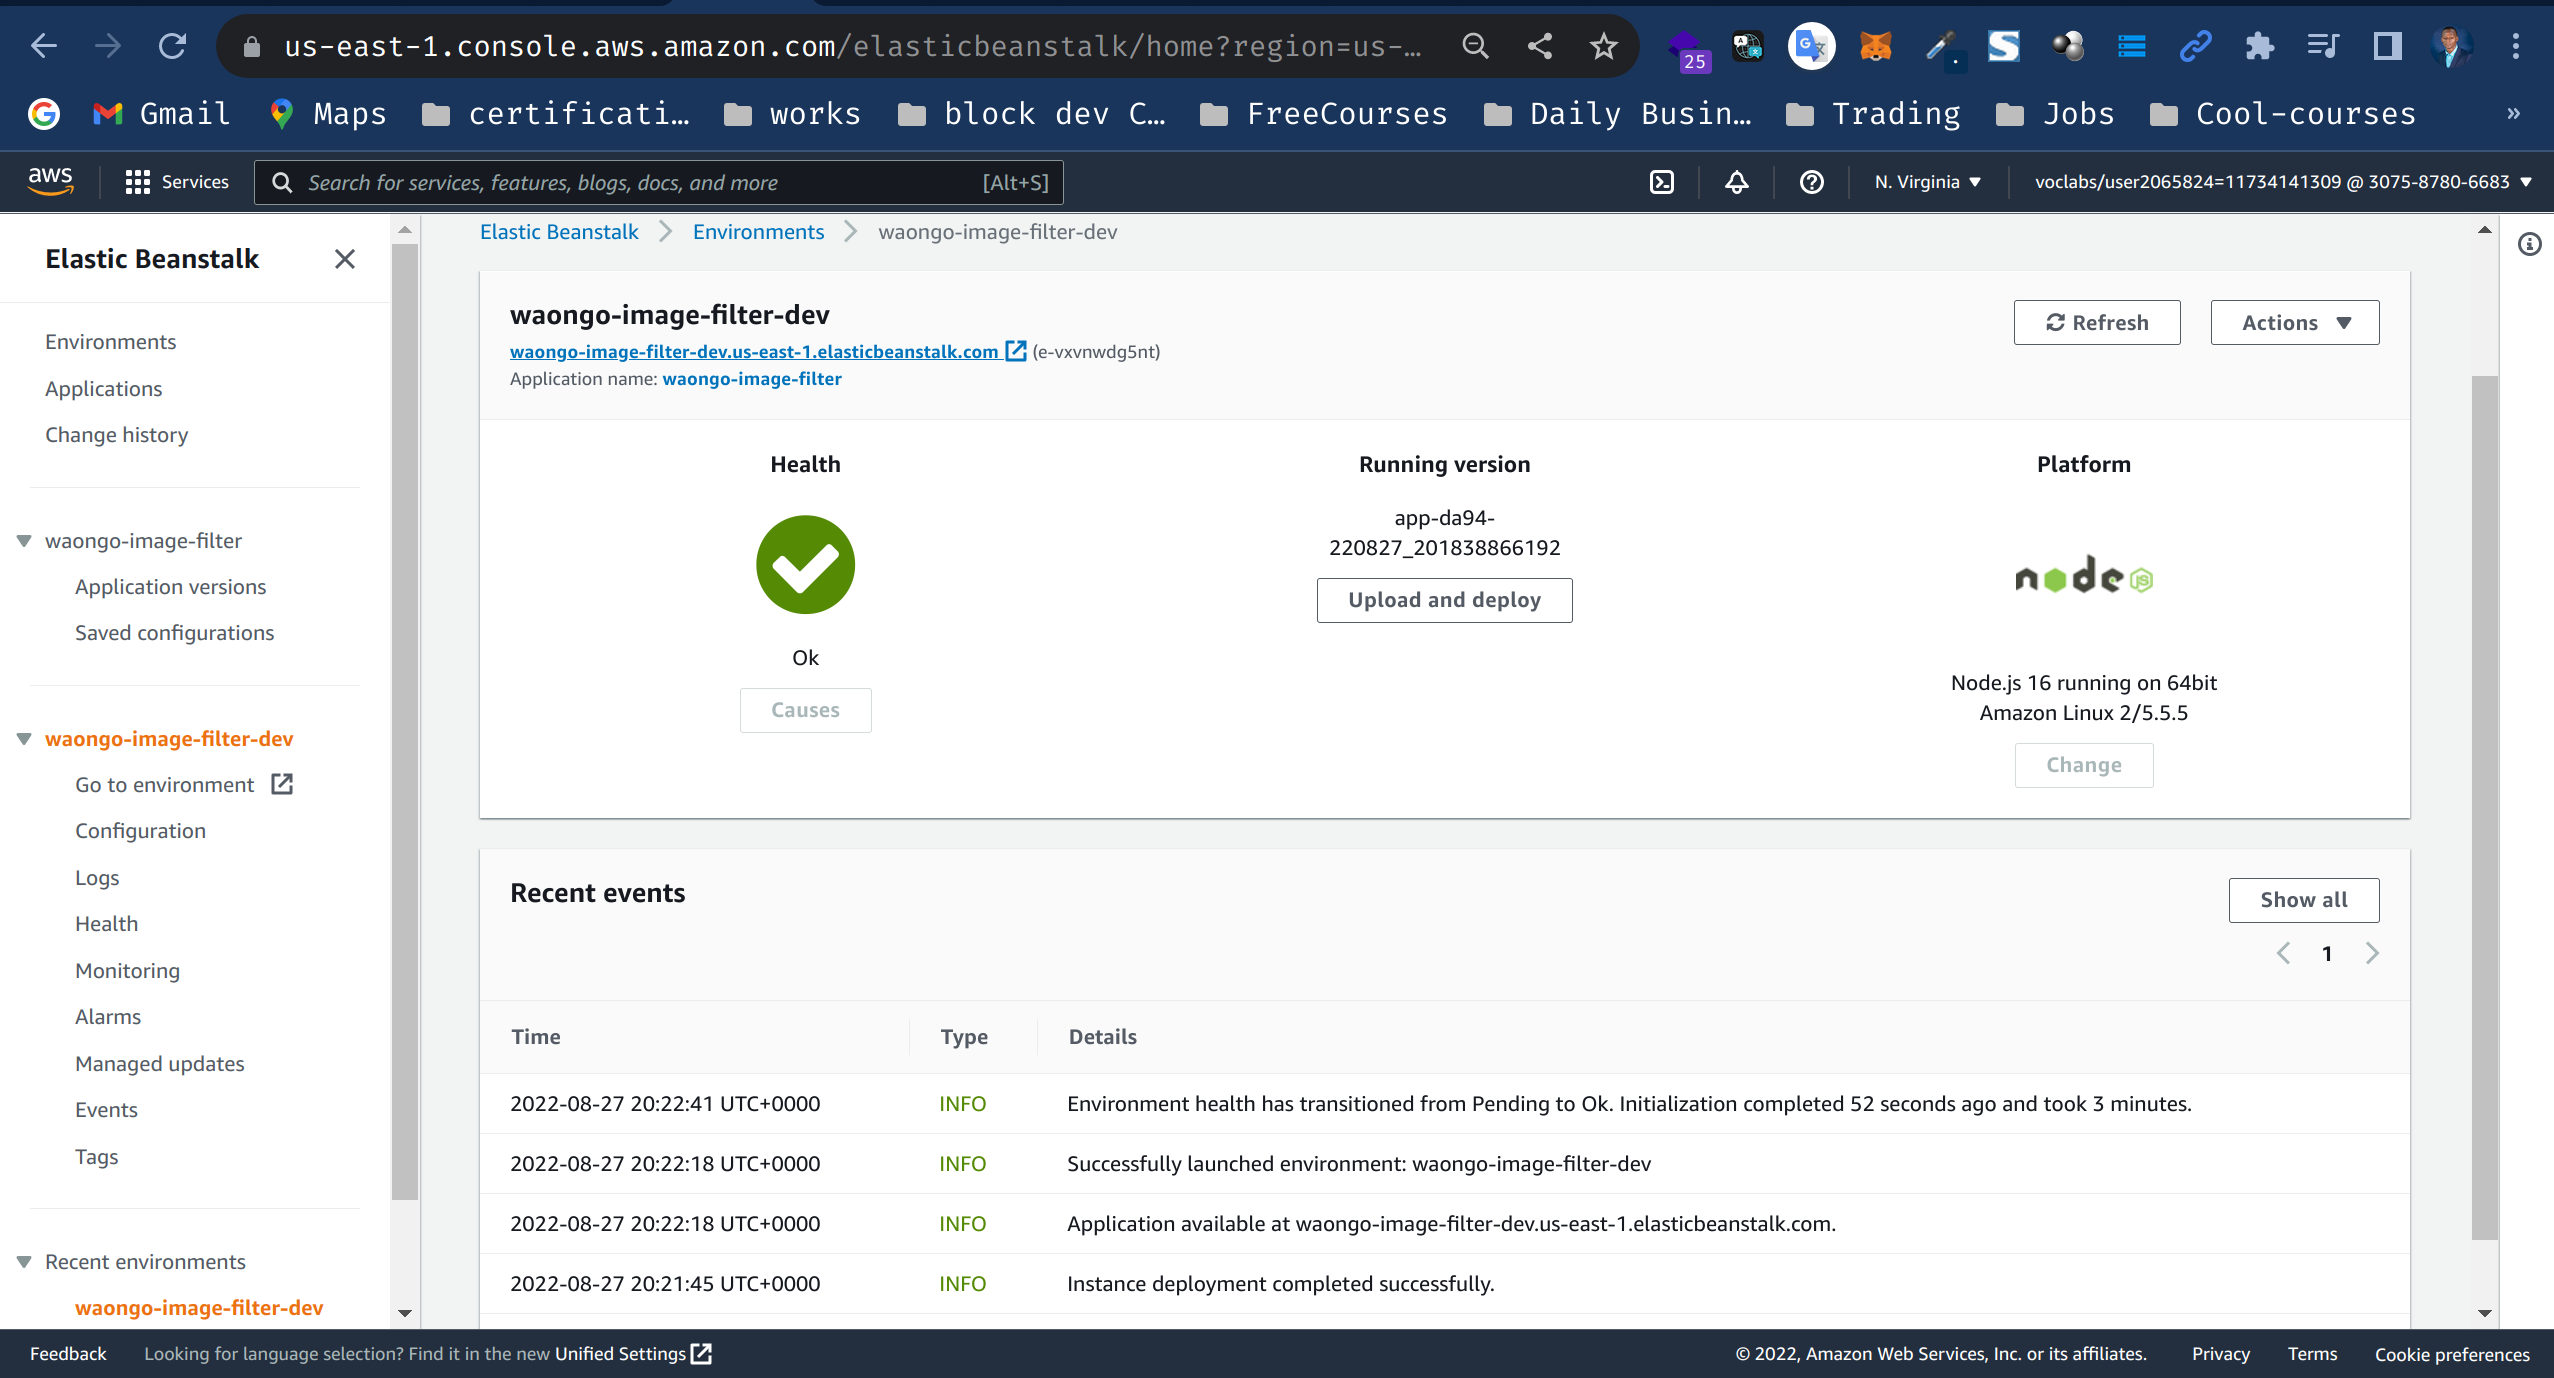 us-east-1.console.aws.amazon.com/elasticbeanstalk/home?region=us-…
25
Gmail
Maps
certificati…
works
block dev C…
FreeCourses
Daily Busin…
Trading
Jobs
Cool-courses
»
aws
Services
Search for services, features, blogs, docs, and more
[Alt+S]
N. Virginia
voclabs/user2065824=11734141309 @ 3075-8780-6683
Elastic Beanstalk
Environments
Applications
Change history
waongo-image-filter
Application versions
Saved configurations
waongo-image-filter-dev
Go to environment
Configuration
Logs
Health
Monitoring
Alarms
Managed updates
Events
Tags
Recent environments
waongo-image-filter-dev
Elastic Beanstalk
Environments
waongo-image-filter-dev
waongo-image-filter-dev
waongo-image-filter-dev.us-east-1.elasticbeanstalk.com (e-vxvnwdg5nt)
Application name: waongo-image-filter
Refresh
Actions
Health
Ok
Causes
Running version
app-da94-
220827_201838866192
Upload and deploy
Platform
node JS
Node.js 16 running on 64bit
Amazon Linux 2/5.5.5
Change
Recent events
Show all
1
Time Type Details
2022-08-27 20:22:41 UTC+0000 INFO Environment health has transitioned from Pending to Ok. Initialization completed 52 seconds ago and took 3 minutes.
2022-08-27 20:22:18 UTC+0000 INFO Successfully launched environment: waongo-image-filter-dev
2022-08-27 20:22:18 UTC+0000 INFO Application available at waongo-image-filter-dev.us-east-1.elasticbeanstalk.com.
2022-08-27 20:21:45 UTC+0000 INFO Instance deployment completed successfully.
Feedback
Looking for language selection? Find it in the new Unified Settings
© 2022, Amazon Web Services, Inc. or its affiliates.
Privacy
Terms
Cookie preferences